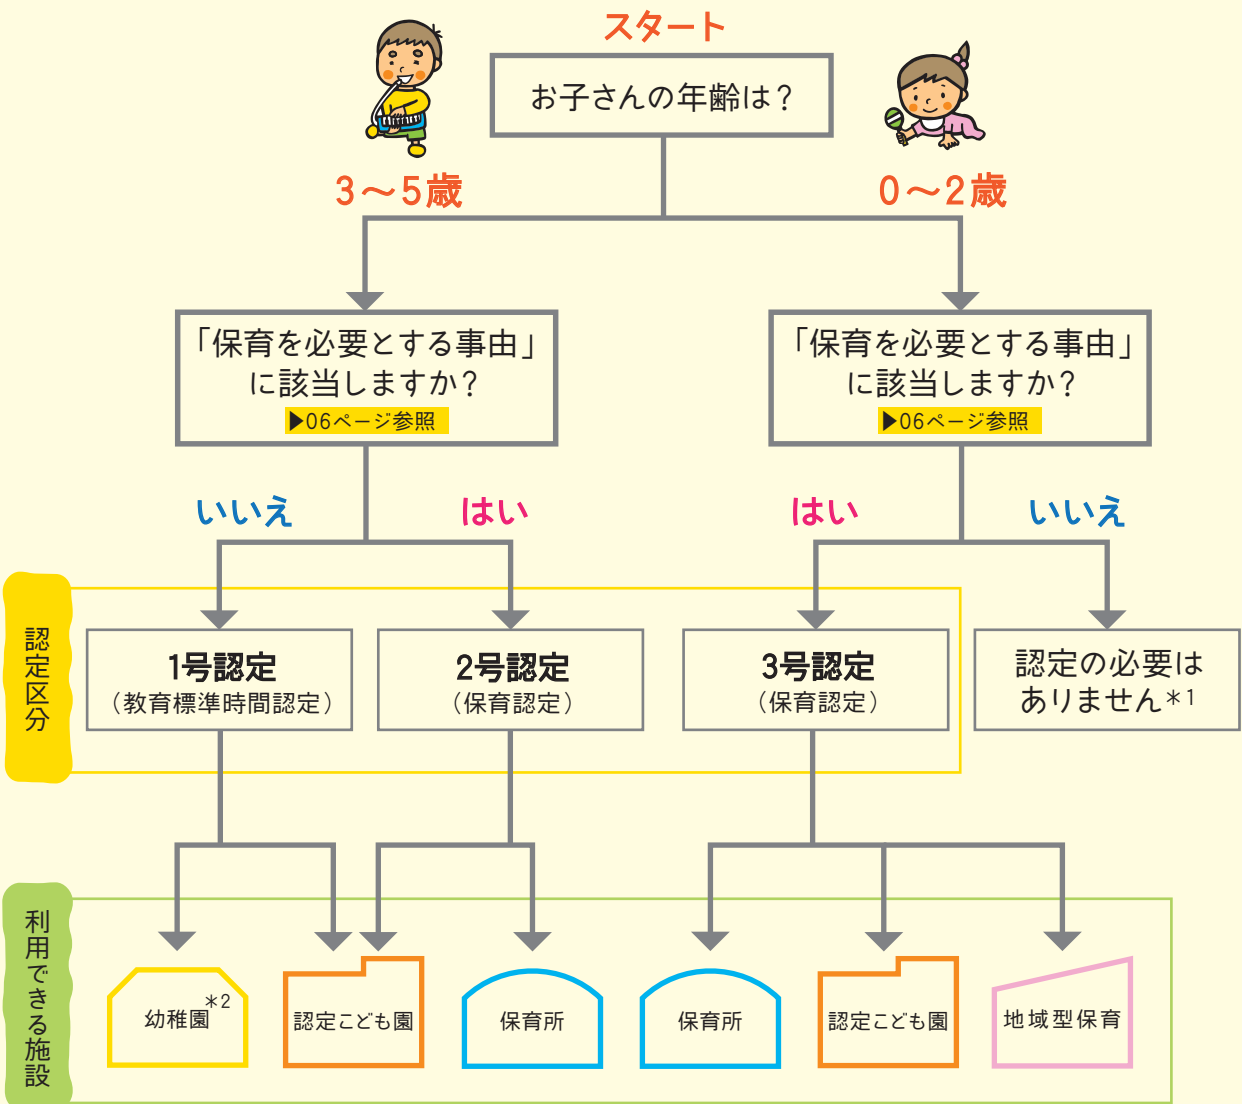 スタート
お子さんの年齢は？
3～5歳
0～2歳
「保育を必要とする事由」
に該当しますか？
▶06ページ参照
「保育を必要とする事由」
に該当しますか？
▶06ページ参照
いいえ
はい
はい
いいえ
認定区分
1号認定
（教育標準時間認定）
2号認定
（保育認定）
3号認定
（保育認定）
認定の必要は
ありません＊1
利用できる施設
幼稚園＊2
認定こども園
保育所
保育所
認定こども園
地域型保育